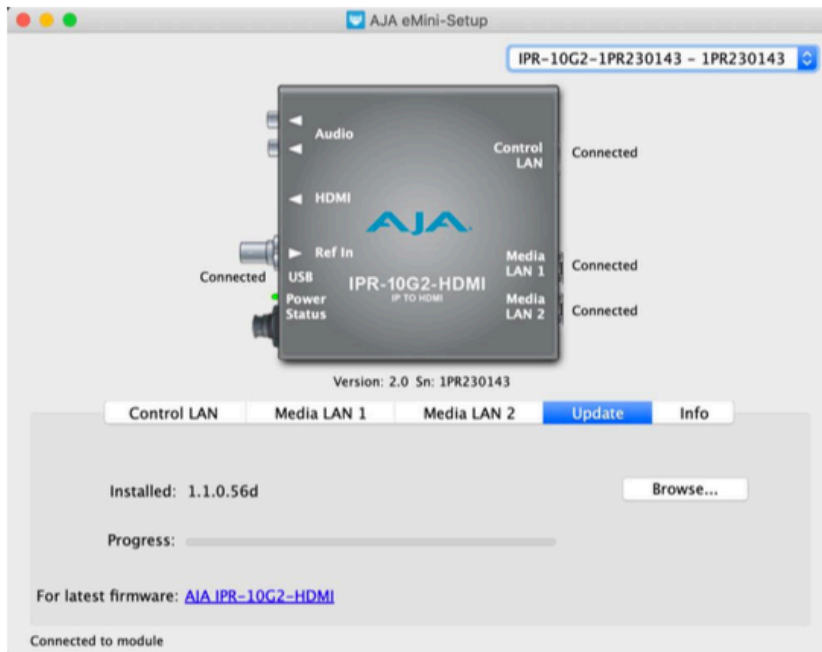 AJA eMini-Setup
IPR-10G2-1PR230143 - 1PR230143
Audio
Control
LAN
Connected
HDMI
AJA
Ref In
Connected
USB
Media
LAN 1
Connected
IPR-10G2-HDMI
IP TO HDMI
Power
Status
Media
LAN 2
Connected
Version: 2.0 Sn: 1PR230143
Control LAN
Media LAN 1
Media LAN 2
Update
Info
Installed: 1.1.0.56d
Browse...
Progress:
For latest firmware: AJA IPR-10G2-HDMI
Connected to module